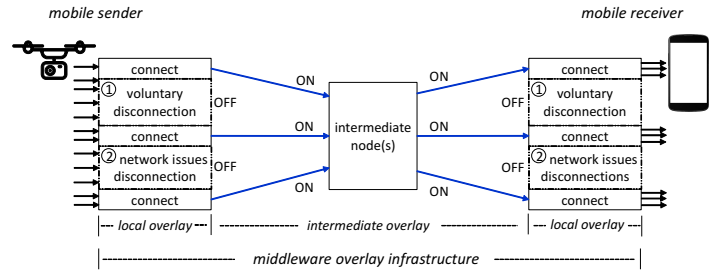 mobile sender
mobile receiver
connect
ON
ON
connect
① voluntary
disconnection
OFF
OFF
① voluntary
disconnection
connect
ON
intermediate
node(s)
ON
connect
② network issues
disconnection
OFF
OFF
② network issues
disconnections
connect
ON
ON
connect
local overlay
intermediate overlay
local overlay
middleware overlay infrastructure